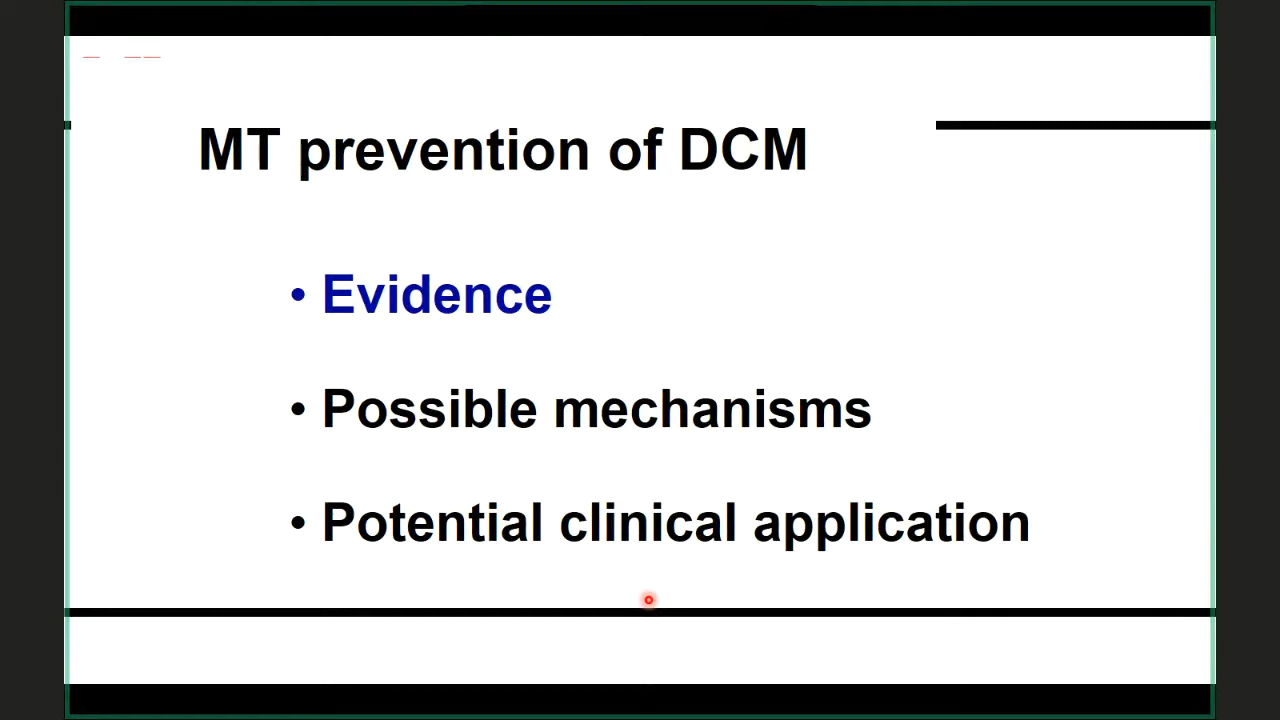 MT prevention of DCM
• Evidence
• Possible mechanisms
• Potential clinical application